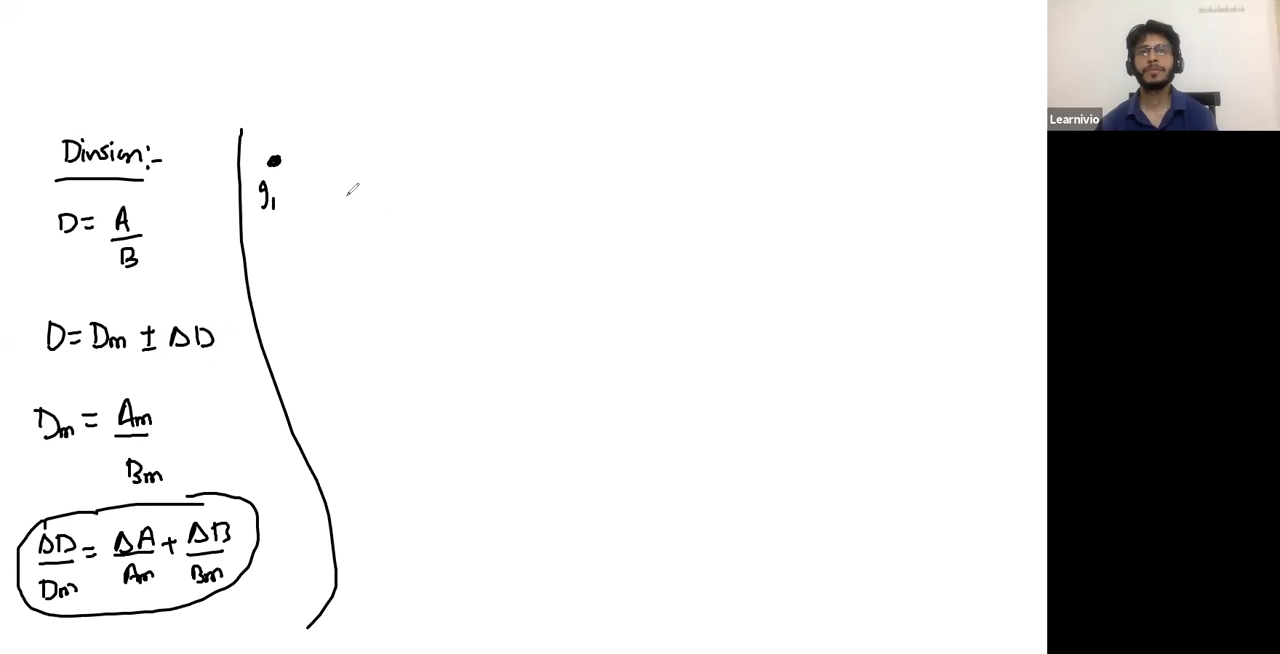 Division:-
D = A
B
D = Dm ± ΔD
Dm = Am
Bm
ΔD = ΔA + ΔB
Dm Am Bm
g1
Learnivio